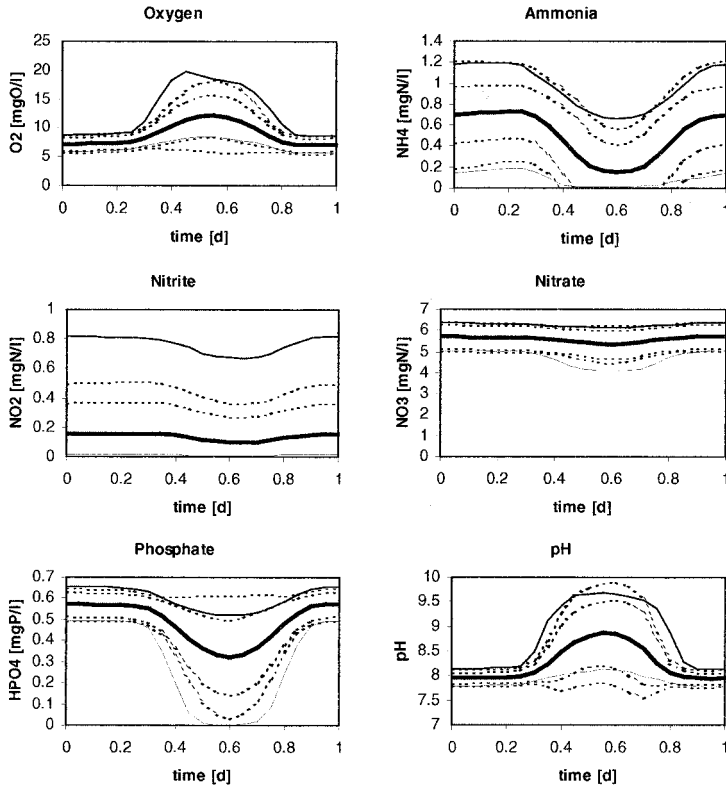 Oxygen
O2 [mgO/l]
25
20
15
10
5
0
0 0.2 0.4 0.6 0.8 1
time [d]
Ammonia
NH4 [mgN/l]
1.4
1.2
1
0.8
0.6
0.4
0.2
0
0 0.2 0.4 0.6 0.8 1
time [d]
Nitrite
NO2 [mgN/l]
1
0.8
0.6
0.4
0.2
0
0 0.2 0.4 0.6 0.8 1
time [d]
Nitrate
NO3 [mgN/l]
7
6
5
4
3
2
1
0
0 0.2 0.4 0.6 0.8 1
time [d]
Phosphate
HPO4 [mgP/l]
0.7
0.6
0.5
0.4
0.3
0.2
0.1
0
0 0.2 0.4 0.6 0.8 1
time [d]
pH
pH
10
9.5
9
8.5
8
7.5
7
0 0.2 0.4 0.6 0.8 1
time [d]